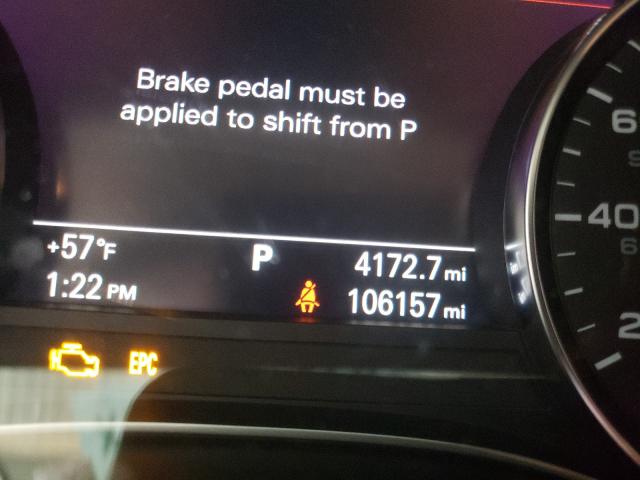 Brake pedal must be
applied to shift from P
+57°F
P
4172.7 mi
1:22 PM
106157 mi
EPC
6
40
6
2